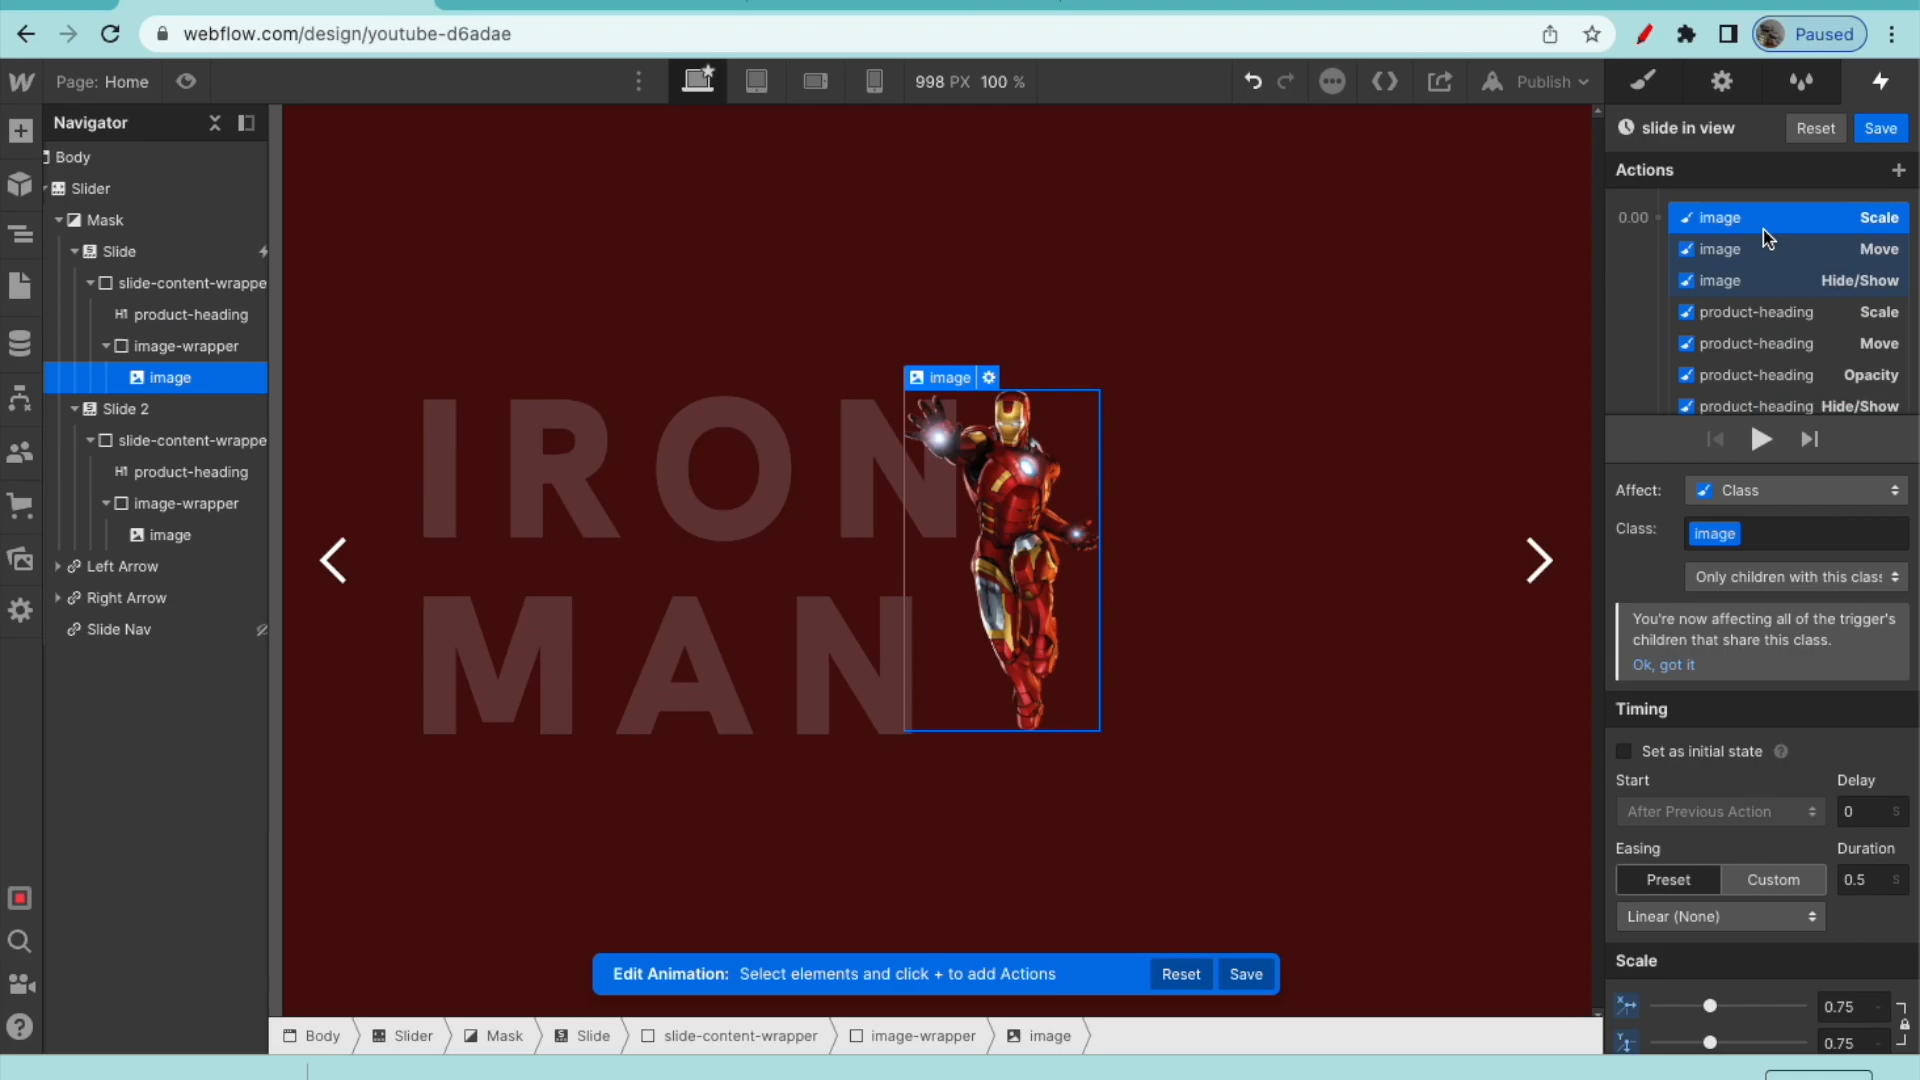 webflow.com/design/youtube-d6adae
Paused
Page: Home
998 PX 100 %
Publish
Navigator
Body
Slider
Mask
Slide
slide-content-wrappe
product-heading
image-wrapper
image
Slide 2
slide-content-wrappe
product-heading
image-wrapper
image
Left Arrow
Right Arrow
Slide Nav
IRON
MAN
image
Edit Animation: Select elements and click + to add Actions
Reset
Save
Body
Slider
Mask
Slide
slide-content-wrapper
image-wrapper
image
slide in view
Reset
Save
Actions
0.00
image Scale
image Move
image Hide/Show
product-heading Scale
product-heading Move
product-heading Opacity
product-heading Hide/Show
Affect: Class
Class: image
Only children with this class
You're now affecting all of the trigger's
children that share this class.
Ok, got it
Timing
Set as initial state
Start Delay
After Previous Action 0 S
Easing Duration
Preset Custom 0.5 S
Linear (None)
Scale
X 0.75 -
Y 0.75 -